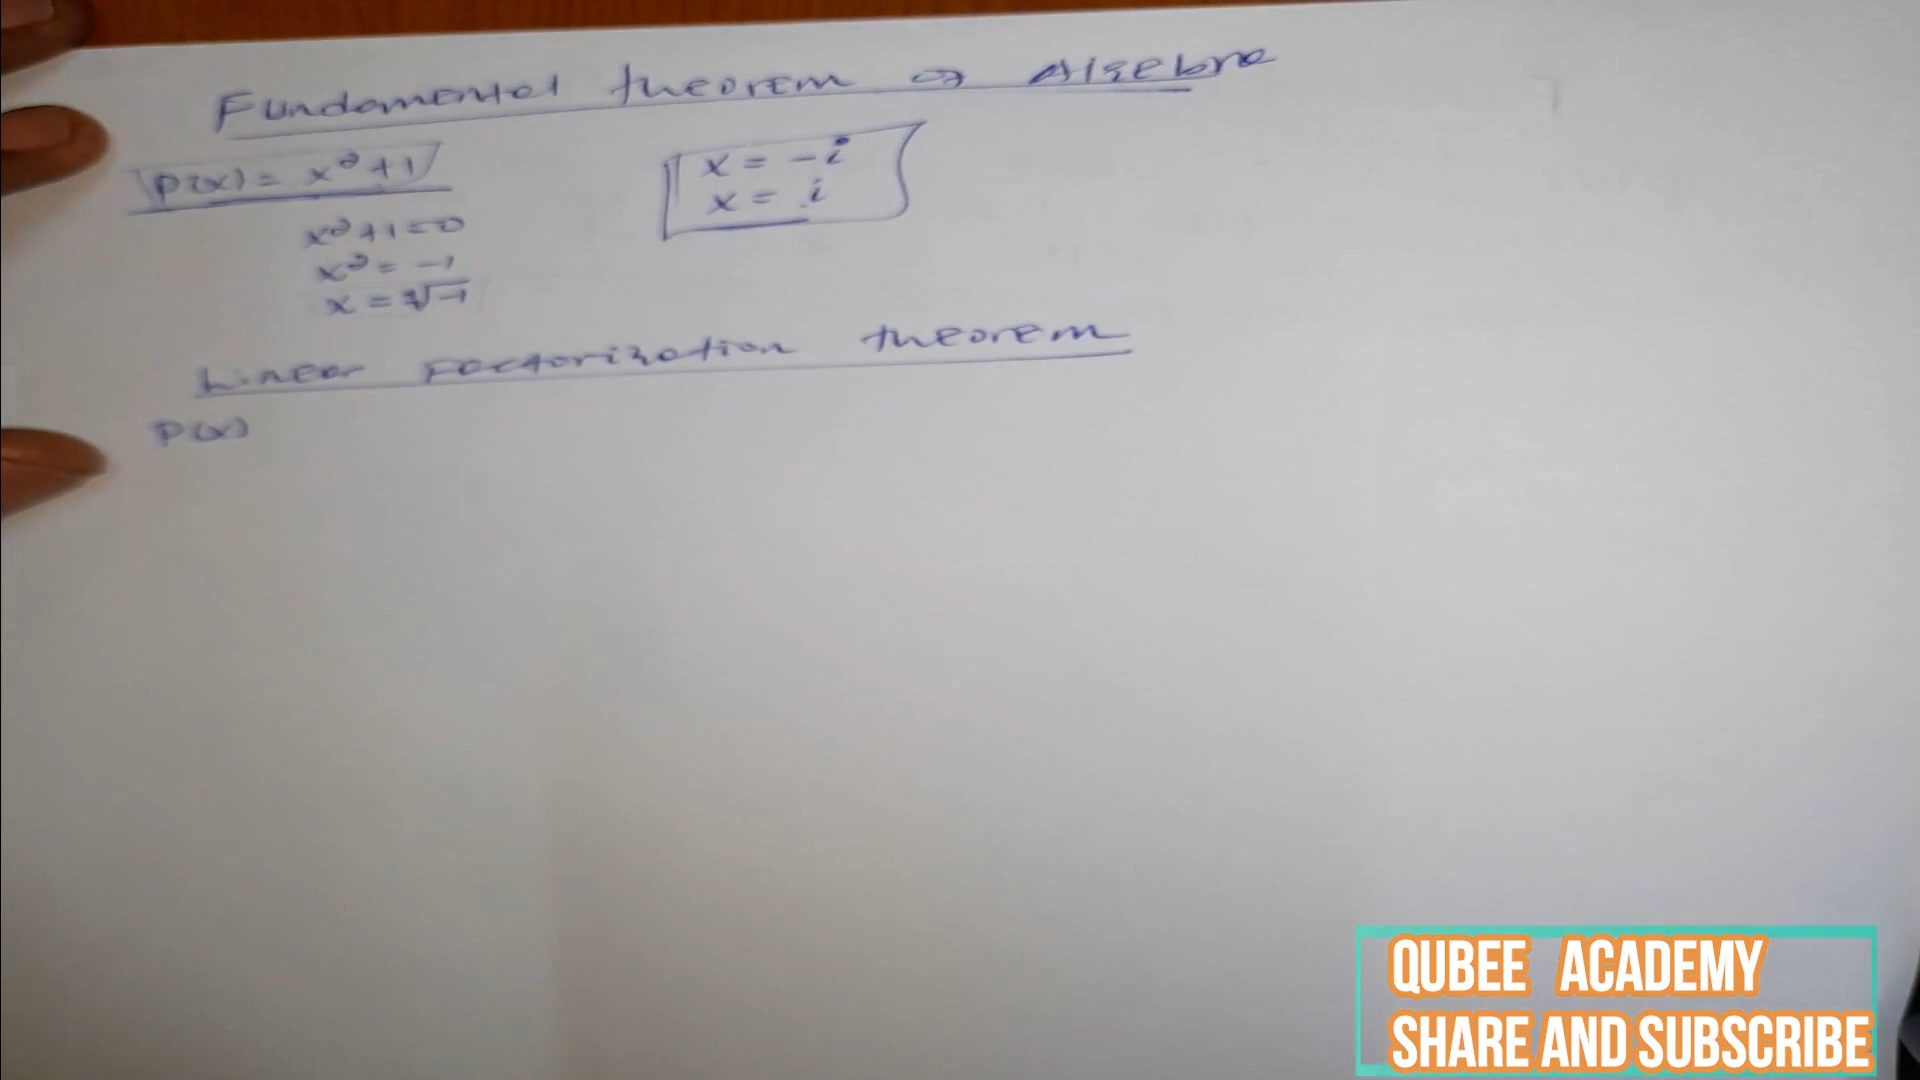 Fundamental theorem of Algebra
P(x) = x² + 1
x² + 1 = 0
x² = -1
x = ²√-1
x = -i
x = i
Linear Factorization theorem
P(x)
QUBEE ACADEMY
SHARE AND SUBSCRIBE